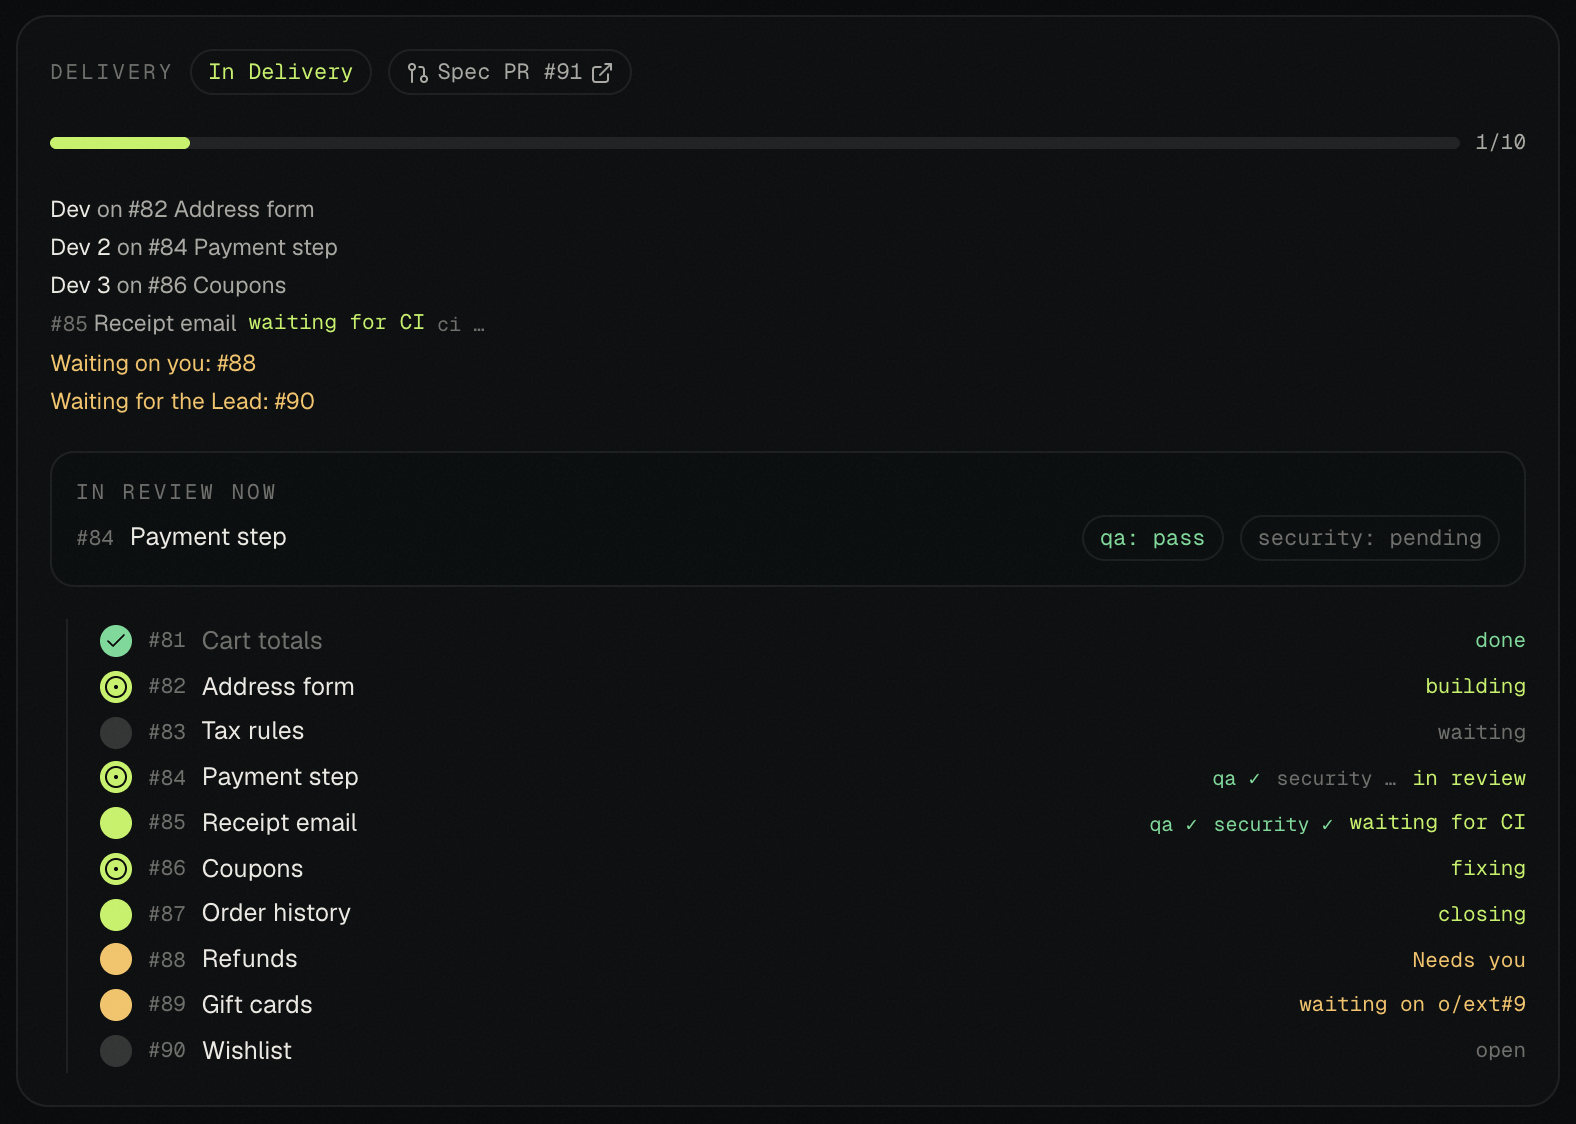 DELIVERY In Delivery Spec PR #91
1/10
Dev on #82 Address form
Dev 2 on #84 Payment step
Dev 3 on #86 Coupons
#85 Receipt email waiting for CI ci …
Waiting on you: #88
Waiting for the Lead: #90
IN REVIEW NOW
#84 Payment step qa: pass security: pending
#81 Cart totals done
#82 Address form building
#83 Tax rules waiting
#84 Payment step qa ✓ security … in review
#85 Receipt email qa ✓ security ✓ waiting for CI
#86 Coupons fixing
#87 Order history closing
#88 Refunds Needs you
#89 Gift cards waiting on o/ext#9
#90 Wishlist open